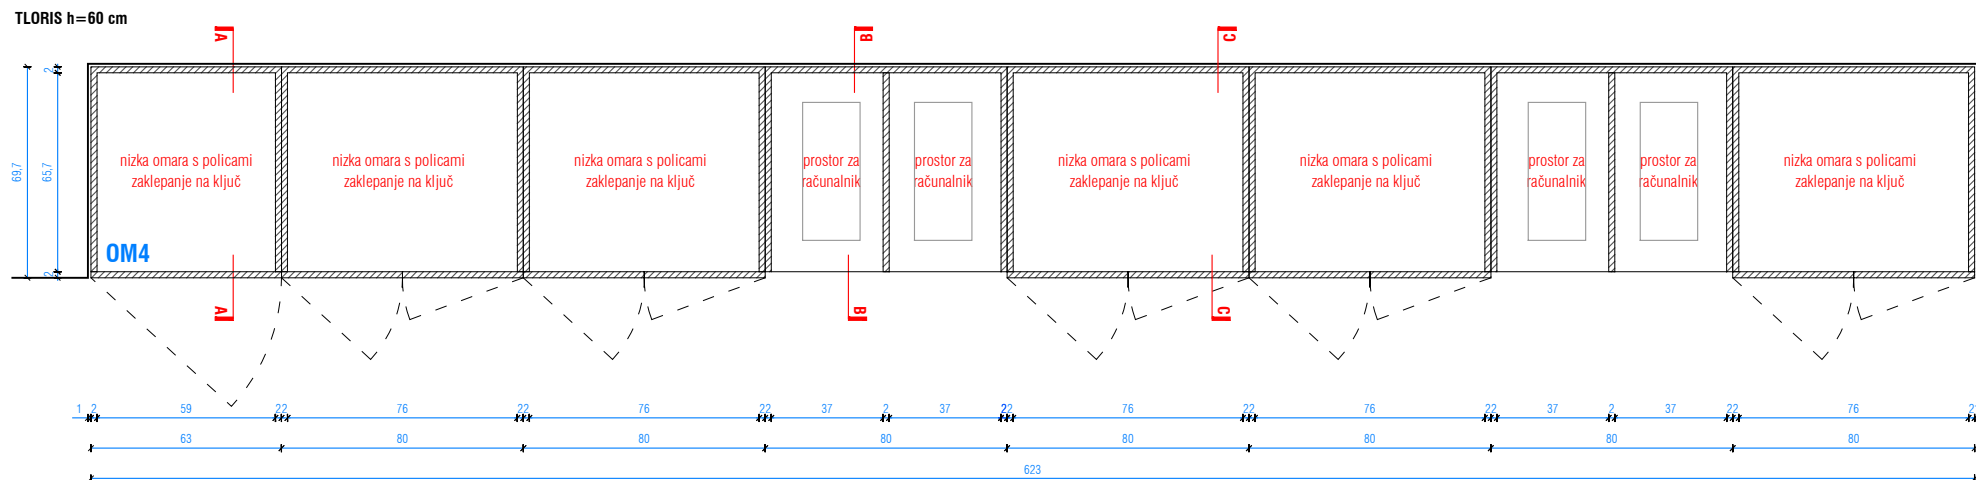 TLORIS h=60 cm
A B C
2
69,7 65,7
nizka omara s policami
zaklepanje na ključ
nizka omara s policami
zaklepanje na ključ
nizka omara s policami
zaklepanje na ključ
prostor za
računalnik
prostor za
računalnik
nizka omara s policami
zaklepanje na ključ
nizka omara s policami
zaklepanje na ključ
prostor za
računalnik
prostor za
računalnik
nizka omara s policami
zaklepanje na ključ
OM4
2
A B C
1 2 59 22 76 22 76 22 37 2 37 22 76 22 76 22 37 2 37 22 76 2
63 80 80 80 80 80 80 80
623